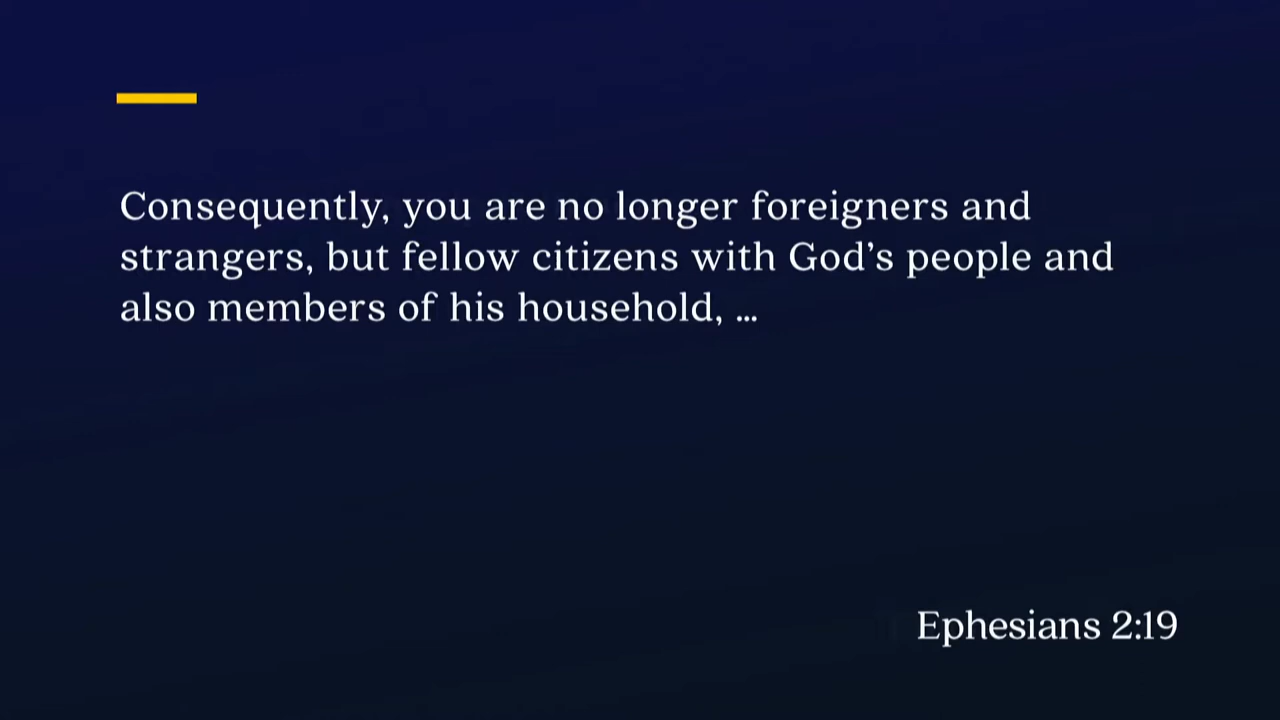 Consequently, you are no longer foreigners and
strangers, but fellow citizens with God’s people and
also members of his household, ...
Ephesians 2:19